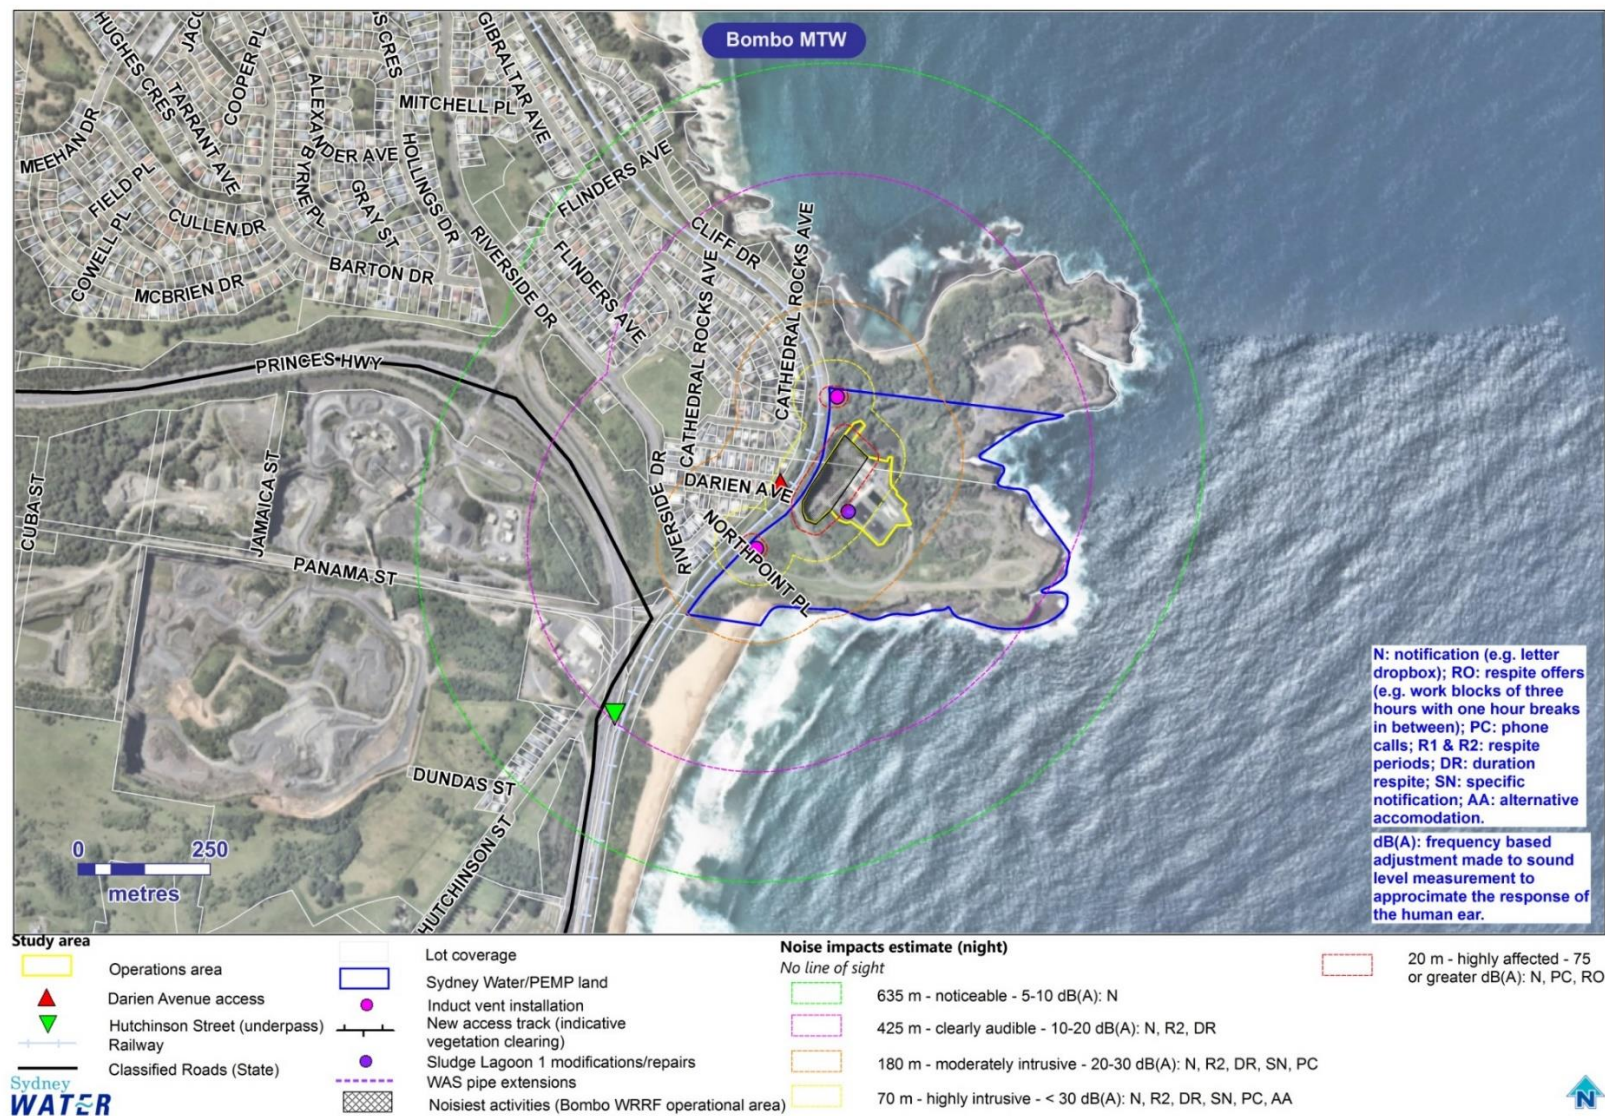 Bombo MTW
HUGHES CRES
JACC
COOPER PL
TARRANT AVE
MEEHAN DR
FIELD PL
COWELL PL
CULLEN DR
MCBRIEN DR
ALEXANDER AVE
BYRNE PL
GRAY ST
BARTON DR
S CRES
MITCHELL PL
HOLLINGS DR
GIBRALTAR AVE
FLINDERS AVE
RIVERSIDE DR
FLINDERS AVE
CLIFF DR
CATHEDRAL ROCKS AVE
CATHEDRAL ROCKS AVE
PRINCES HWY
DARIEN AVE
RIVERSIDE DR
NORTHPOINT PL
CUBA ST
JAMAICA ST
PANAMA ST
DUNDAS ST
HUTCHINSON ST
0 250
metres
N: notification (e.g. letter
dropbox); RO: respite offers
(e.g. work blocks of three
hours with one hour breaks
in between); PC: phone
calls; R1 & R2: respite
periods; DR: duration
respite; SN: specific
notification; AA: alternative
accomodation.
dB(A): frequency based
adjustment made to sound
level measurement to
approcimate the response of
the human ear.
Study area
Operations area
Darien Avenue access
Hutchinson Street (underpass)
Railway
Classified Roads (State)
Lot coverage
Sydney Water/PEMP land
Induct vent installation
New access track (indicative
vegetation clearing)
Sludge Lagoon 1 modifications/repairs
WAS pipe extensions
Noisiest activities (Bombo WRRF operational area)
Noise impacts estimate (night)
No line of sight
635 m - noticeable - 5-10 dB(A): N
425 m - clearly audible - 10-20 dB(A): N, R2, DR
180 m - moderately intrusive - 20-30 dB(A): N, R2, DR, SN, PC
70 m - highly intrusive - < 30 dB(A): N, R2, DR, SN, PC, AA
20 m - highly affected - 75
or greater dB(A): N, PC, RO
Sydney
WATER
N